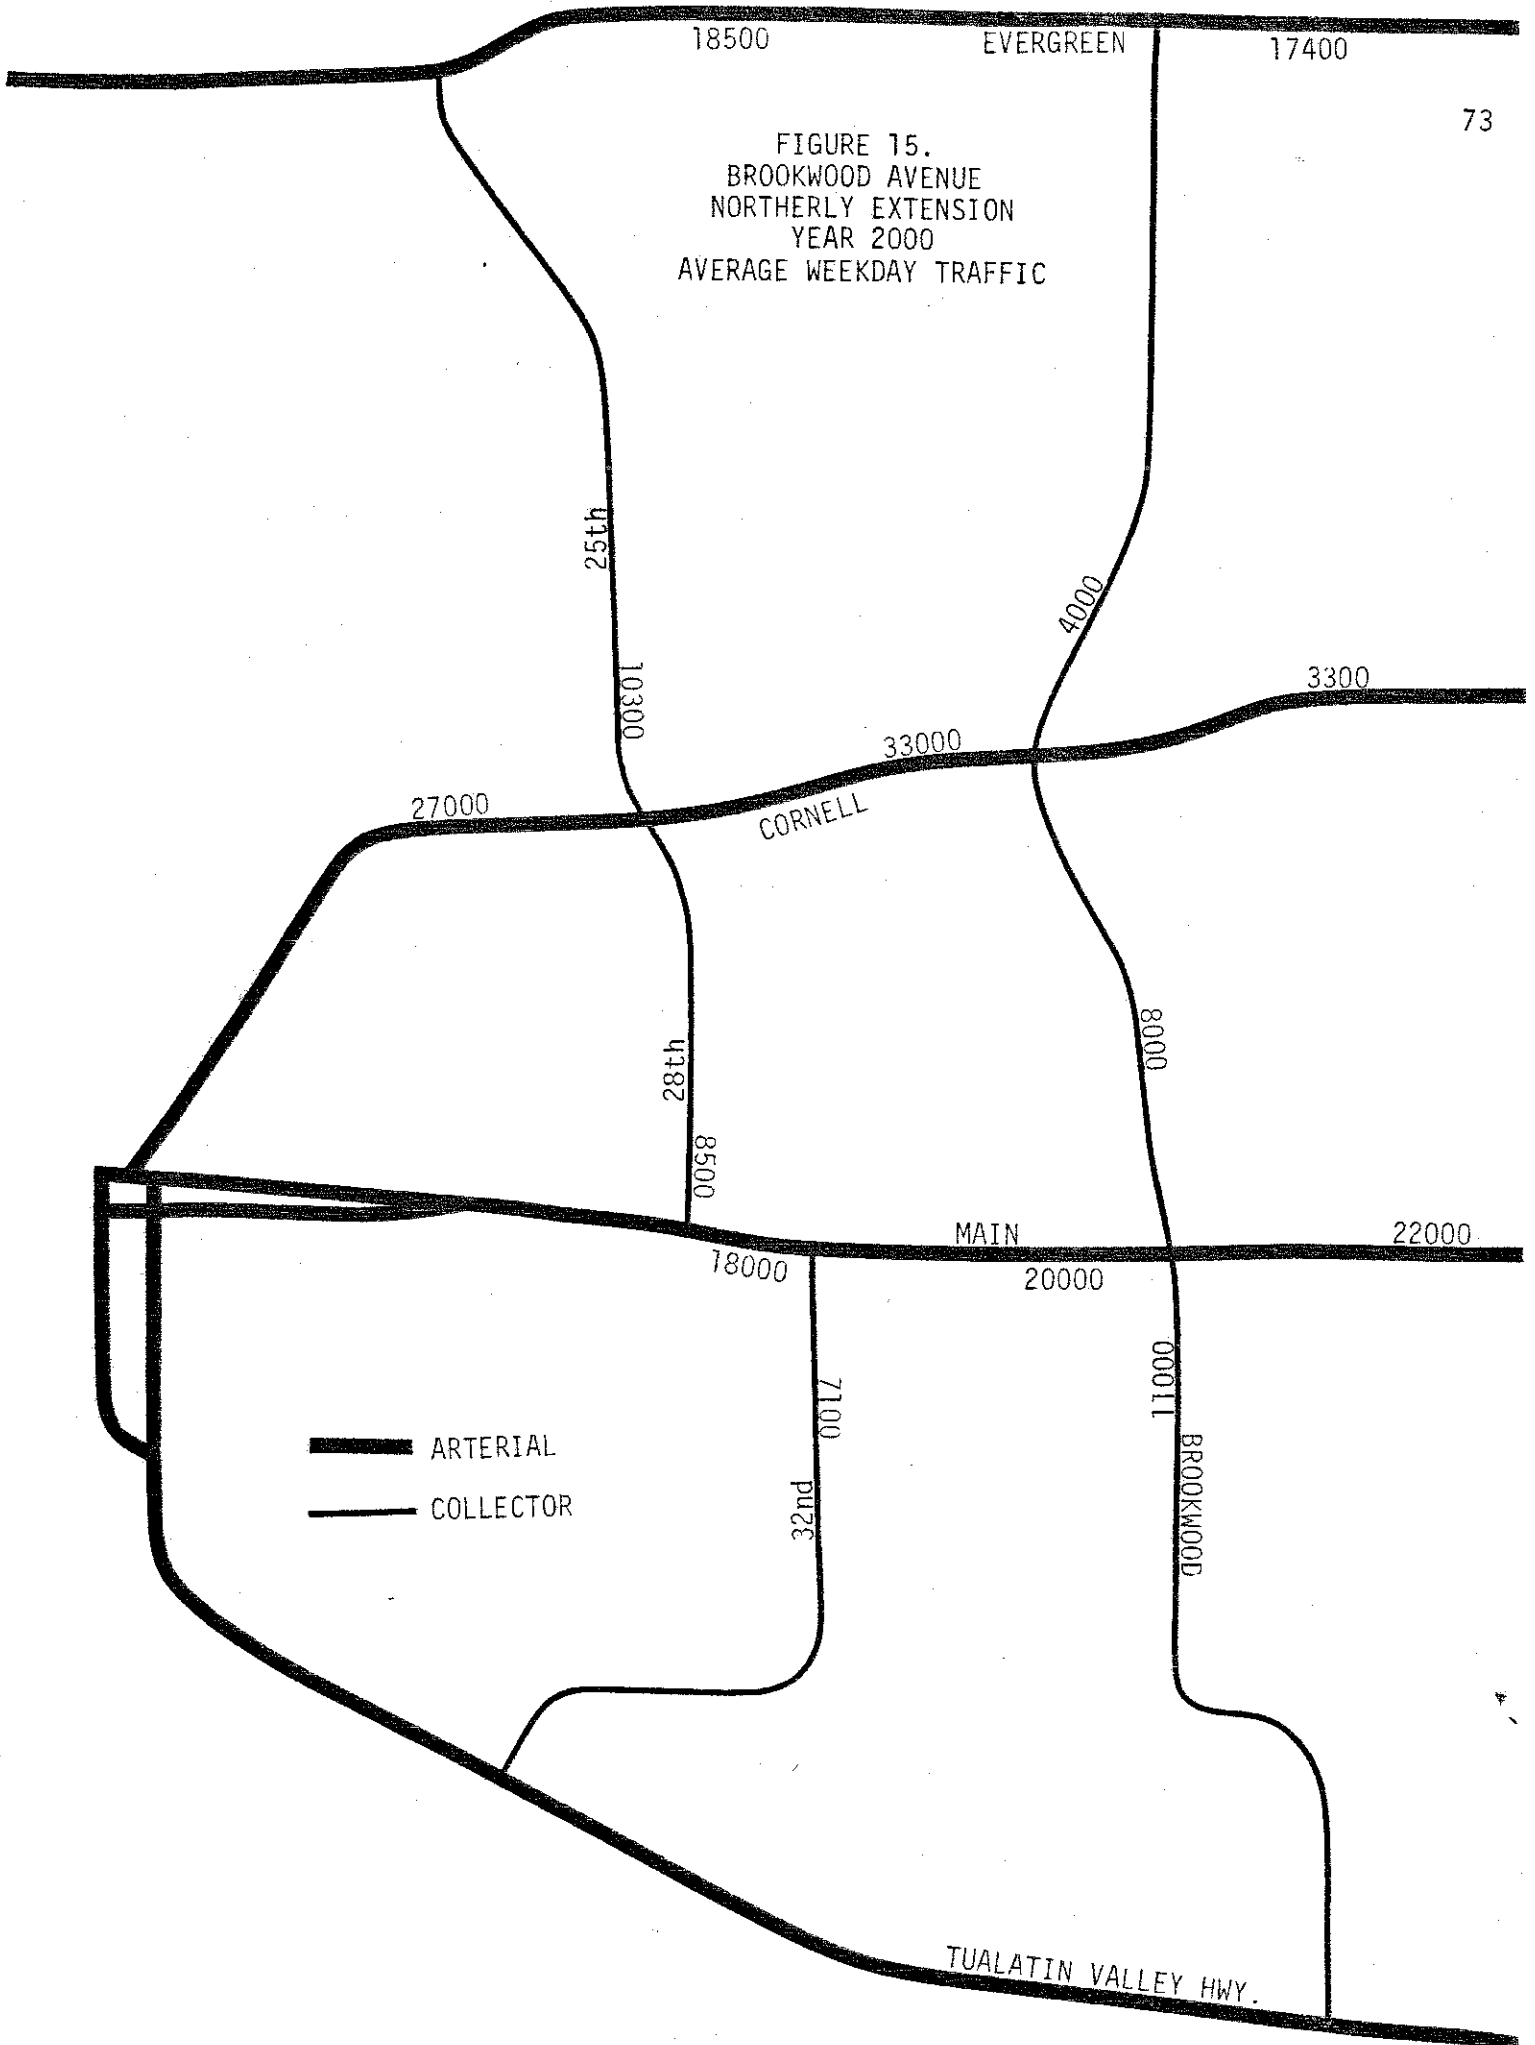 18500
EVERGREEN
17400
73
FIGURE 15.
BROOKWOOD AVENUE
NORTHERLY EXTENSION
YEAR 2000
AVERAGE WEEKDAY TRAFFIC
25th
4000
10300
3300
33000
27000
CORNELL
8000
28th
8500
MAIN
22000
18000
20000
11000
7100
ARTERIAL
BROOKWOOD
32nd
COLLECTOR
TUALATIN VALLEY HWY.